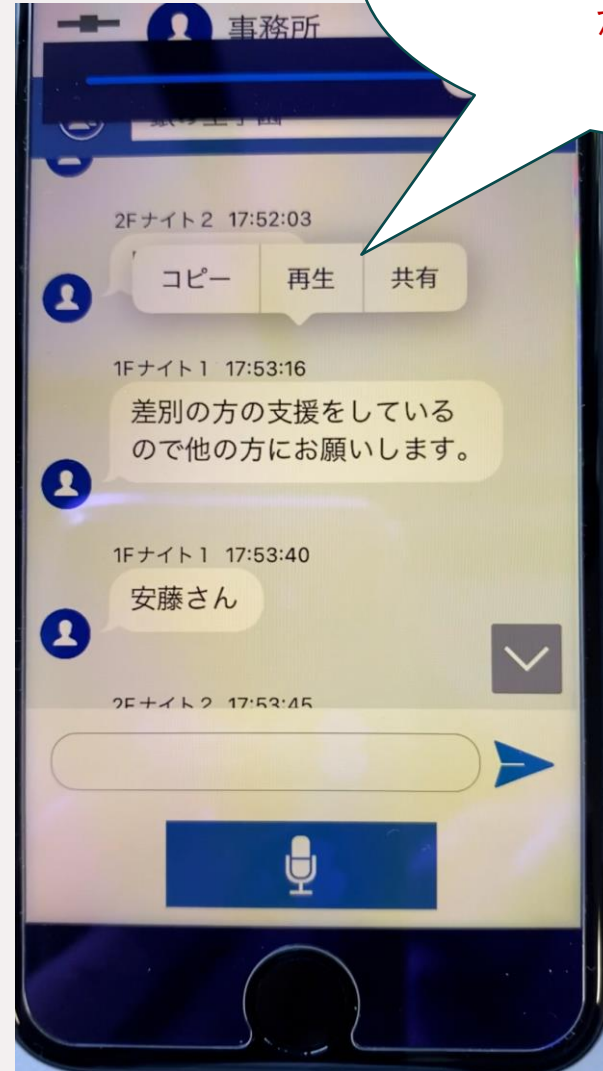 事務所
2Fナイト2 17:52:03
コピー 再生 共有
1Fナイト1 17:53:16
差別の方の支援をしている
ので他の方にお願いします。
1Fナイト1 17:53:40
安藤さん
2Fナイト2 17:53:45